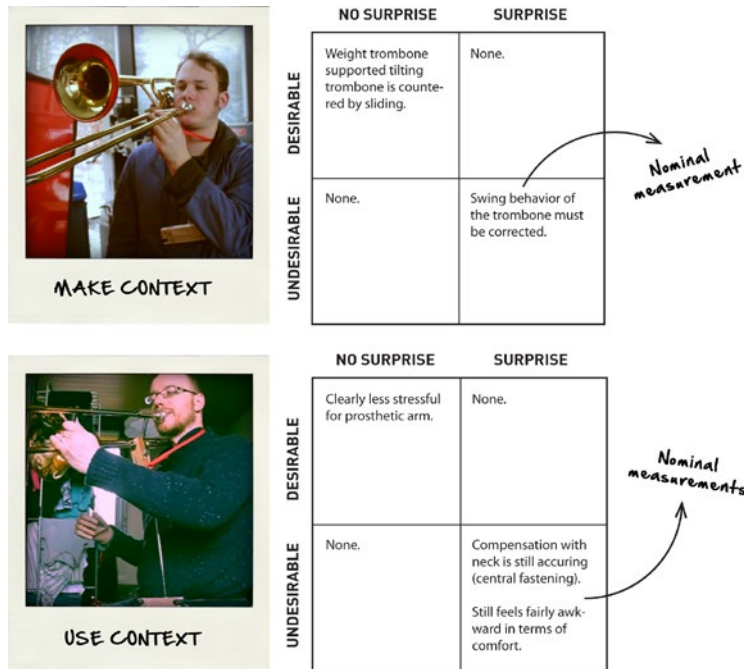 NO SURPRISE SURPRISE
DESIRABLE
Weight trombone
supported tilting
trombone is counte-
red by sliding.
None.
Nominal
measurement
UNDESIRABLE
None.
Swing behavior of
the trombone must
be corrected.
MAKE CONTEXT
NO SURPRISE SURPRISE
DESIRABLE
Clearly less stressful
for prosthetic arm.
None.
Nominal
measurements
UNDESIRABLE
None.
Compensation with
neck is still accuring
(central fastening).
Still feels fairly awk-
ward in terms of
comfort.
USE CONTEXT